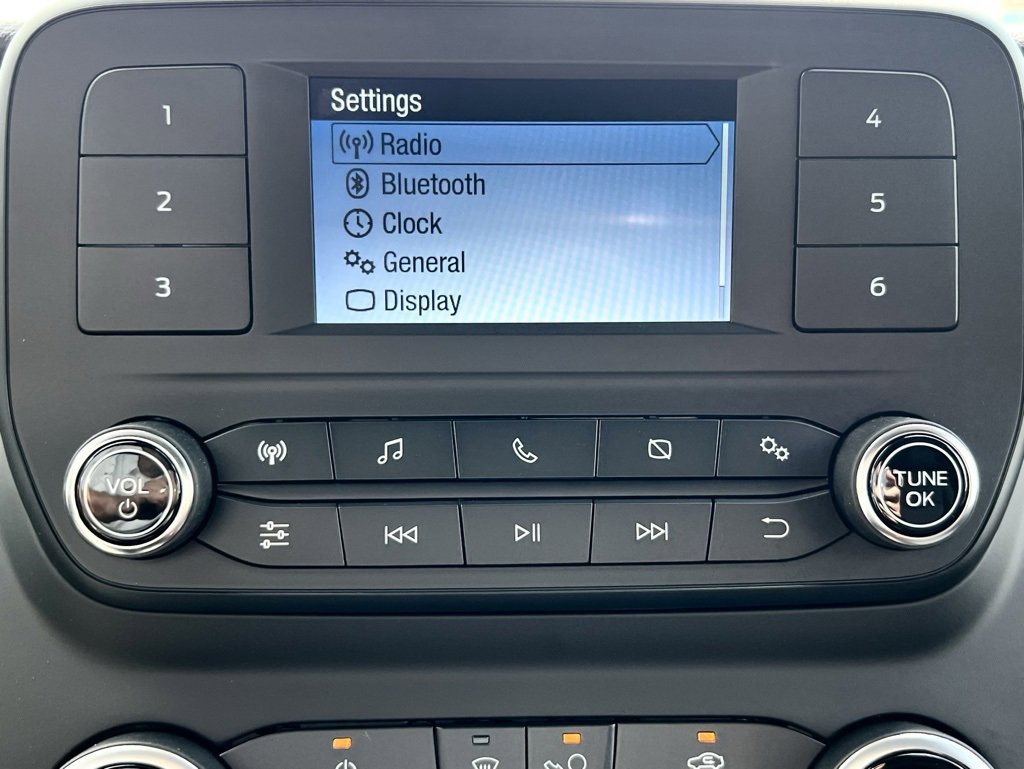 Settings
Radio
Bluetooth
Clock
General
Display
1
2
3
4
5
6
VOL
TUNE
OK